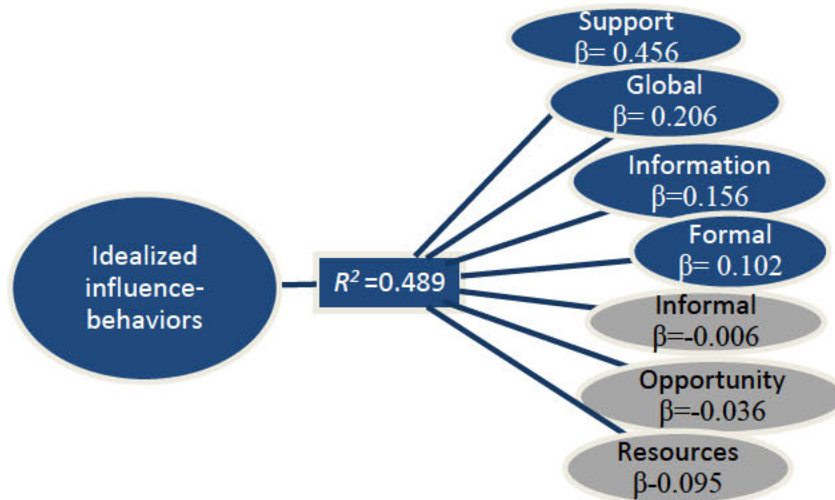 Support
β= 0.456
Global
β= 0.206
Information
β=0.156
Formal
β= 0.102
Idealized
influence-
behaviors
R² =0.489
Informal
β=-0.006
Opportunity
β=-0.036
Resources
β-0.095